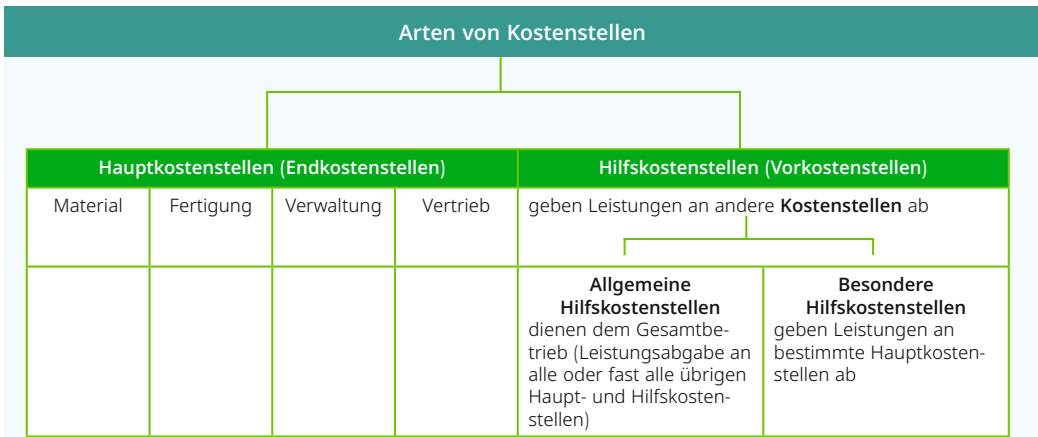 Arten von Kostenstellen
Hauptkostenstellen (Endkostenstellen)
Hilfskostenstellen (Vorkostenstellen)
Material
Fertigung
Verwaltung
Vertrieb
geben Leistungen an andere Kostenstellen ab
Allgemeine
Hilfskostenstellen
dienen dem Gesamtbe-
trieb (Leistungsabgabe an
alle oder fast alle übrigen
Haupt- und Hilfskosten-
stellen)
Besondere
Hilfskostenstellen
geben Leistungen an
bestimmte Hauptkosten-
stellen ab